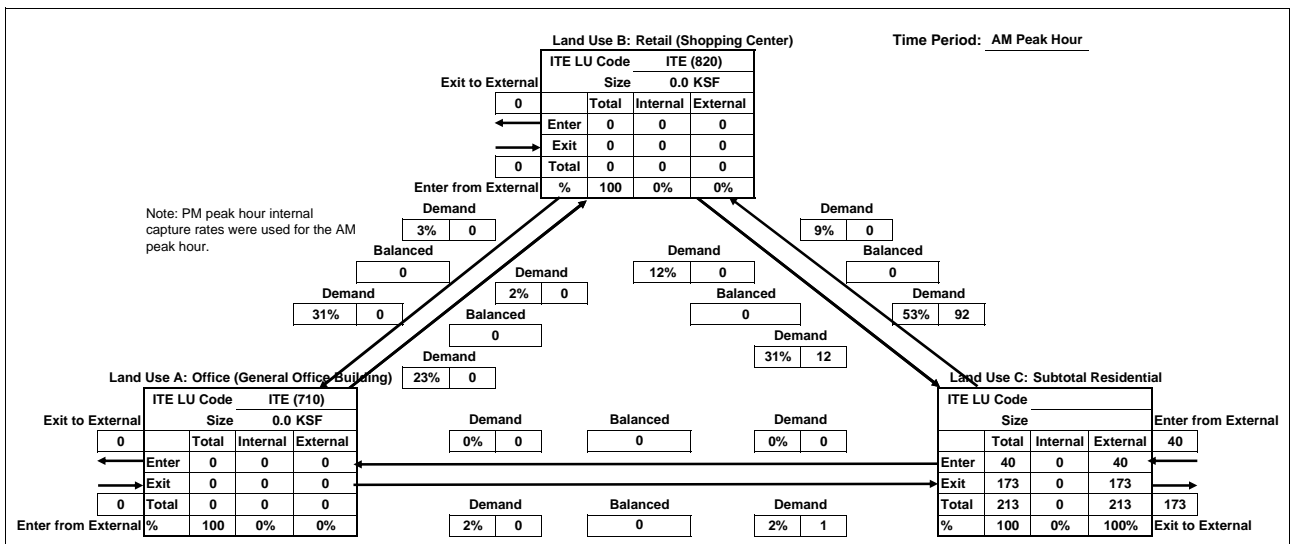 Land Use B: Retail (Shopping Center)
Time Period: AM Peak Hour
ITE LU Code ITE (820)
Exit to External Size 0.0 KSF
0 Total Internal External
Enter 0 0 0
Exit 0 0 0
0 Total 0 0 0
Enter from External % 100 0% 0%
Note: PM peak hour internal
capture rates were used for the AM
peak hour.
Demand
3% 0
Demand
9% 0
Balanced
0
Demand
2% 0
Demand
12% 0
Balanced
0
Demand
31% 0
Balanced
0
Balanced
0
Demand
53% 92
Demand
23% 0
Demand
31% 12
Land Use A: Office (General Office Building)
ITE LU Code ITE (710)
Exit to External Size 0.0 KSF
0 Total Internal External
Enter 0 0 0
Exit 0 0 0
0 Total 0 0 0
Enter from External % 100 0% 0%
Demand Balanced Demand
0% 0 0 0% 0
Demand Balanced Demand
2% 0 0 2% 1
Land Use C: Subtotal Residential
ITE LU Code
Size Enter from External
Total Internal External 40
Enter 40 0 40
Exit 173 0 173
Total 213 0 213 173
% 100 0% 100% Exit to External